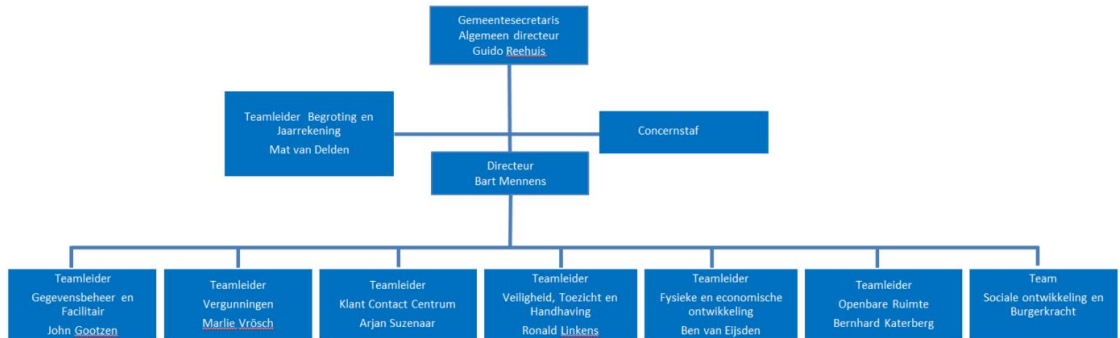 Gemeentesecretaris
Algemeen directeur
Guido Reehuis
Teamleider Begroting en
Jaarrekening
Mat van Delden
Concernstaf
Directeur
Bart Mennens
Teamleider
Gegevensbeheer en
Facilitair
John Gootzen
Teamleider
Vergunningen
Marlie Vrösch
Teamleider
Klant Contact Centrum
Arjan Suzenaar
Teamleider
Veiligheid, Toezicht en
Handhaving
Ronald Linkens
Teamleider
Fysieke en economische
ontwikkeling
Ben van Eijsden
Teamleider
Openbare Ruimte
Bernhard Katerberg
Team
Sociale ontwikkeling en
Burgerkracht